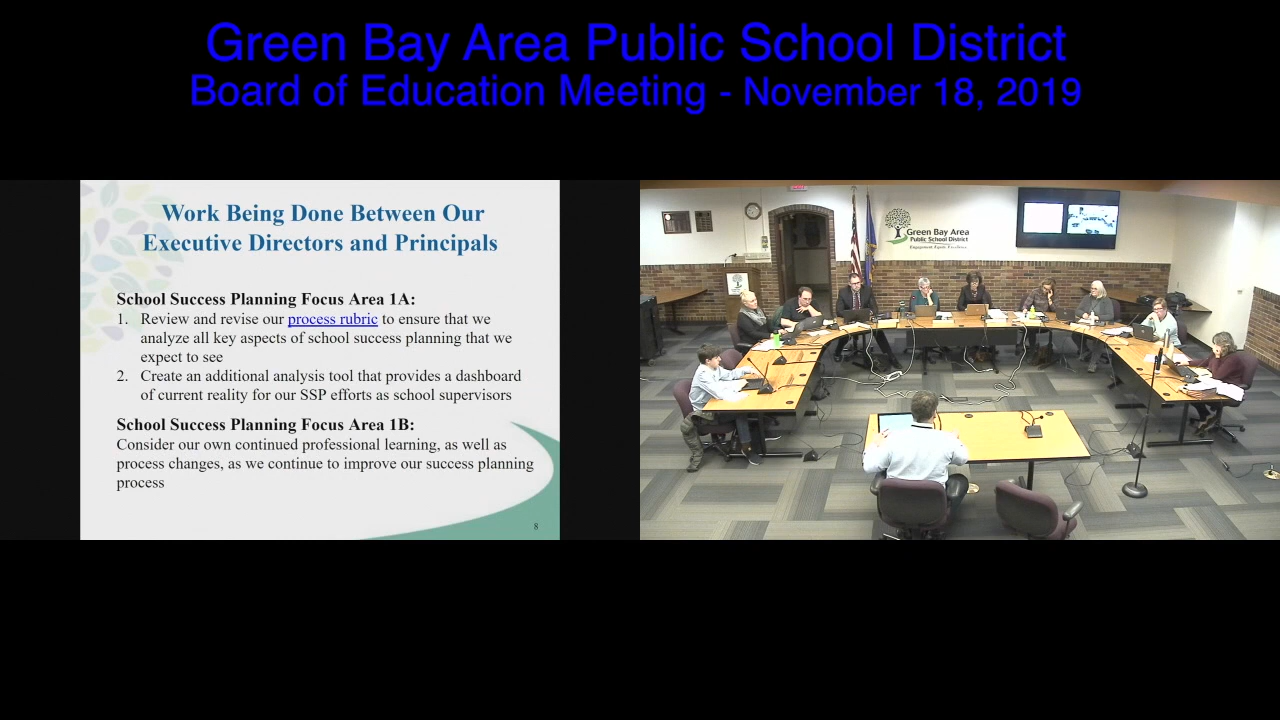 Green Bay Area Public School District
Board of Education Meeting - November 18, 2019
Work Being Done Between Our
Executive Directors and Principals
School Success Planning Focus Area 1A:
1. Review and revise our process rubric to ensure that we
analyze all key aspects of school success planning that we
expect to see
2. Create an additional analysis tool that provides a dashboard
of current reality for our SSP efforts as school supervisors
School Success Planning Focus Area 1B:
Consider our own continued professional learning, as well as
process changes, as we continue to improve our success planning
process
8
Green Bay Area
Public School District